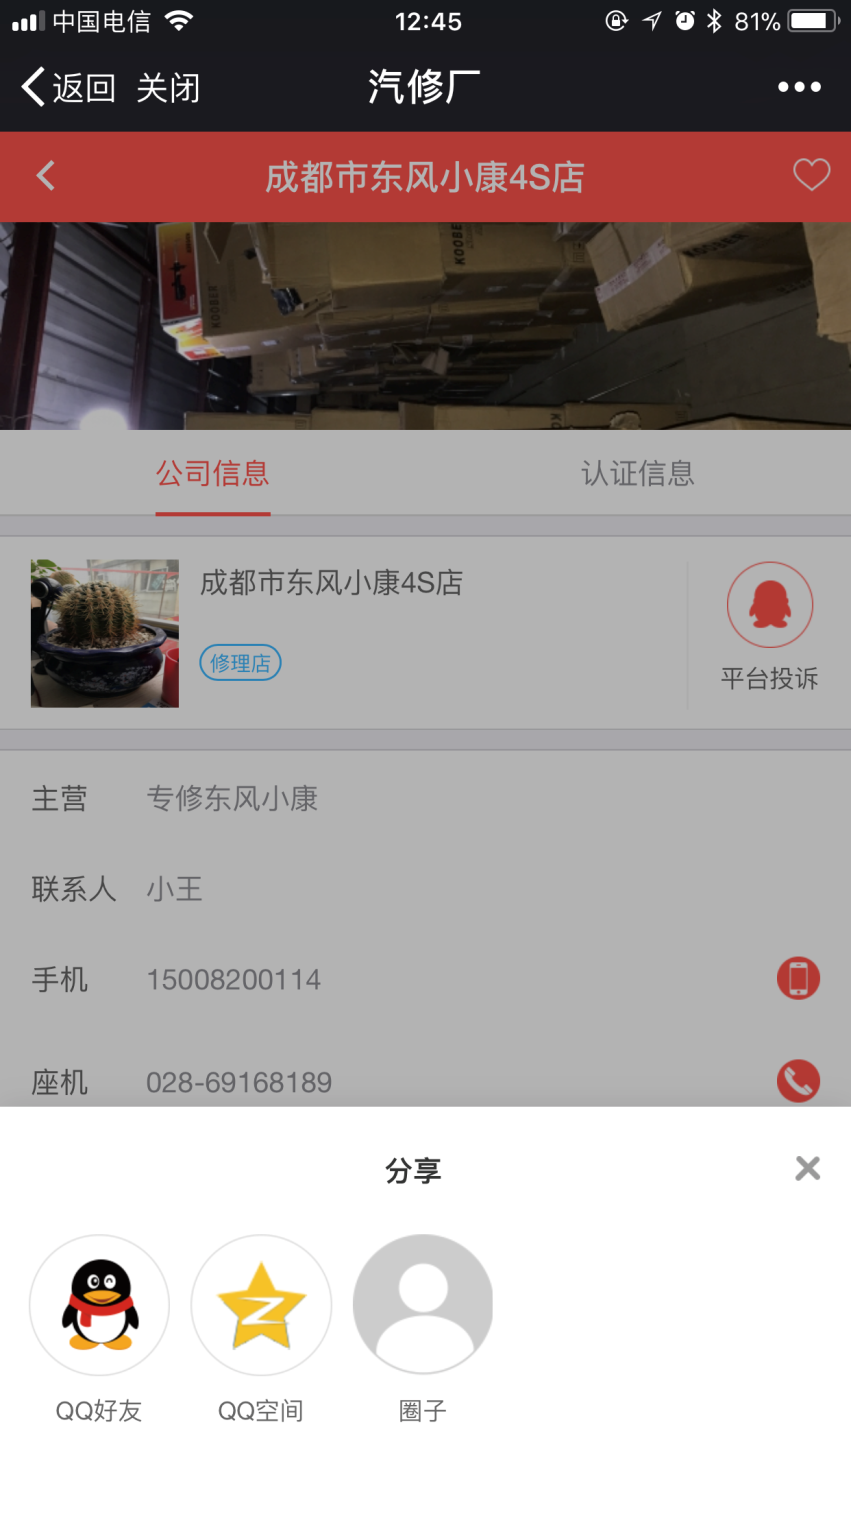 中国电信 12:45 81%
返回 关闭 汽修厂
成都市东风小康4S店
KOOBER
KOOBER
KOOBER
公司信息 认证信息
成都市东风小康4S店
修理店
平台投诉
主营 专修东风小康
联系人 小王
手机 15008200114
座机 028-69168189
分享
QQ好友 QQ空间 圈子